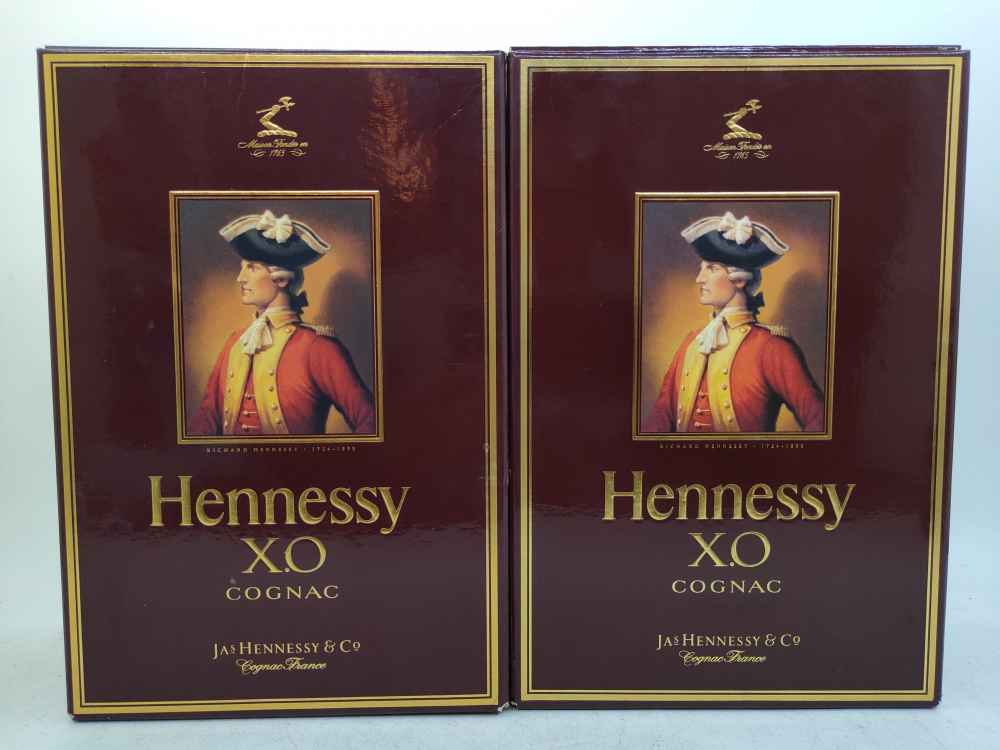 Maison Fondée en
1765
RICHARD HENNESSY · 1724-1800
Hennessy
X.O
COGNAC
JAS HENNESSY & CO
Cognac France
Maison Fondée en
1765
RICHARD HENNESSY · 1724-1800
Hennessy
X.O
COGNAC
JAS HENNESSY & CO
Cognac France